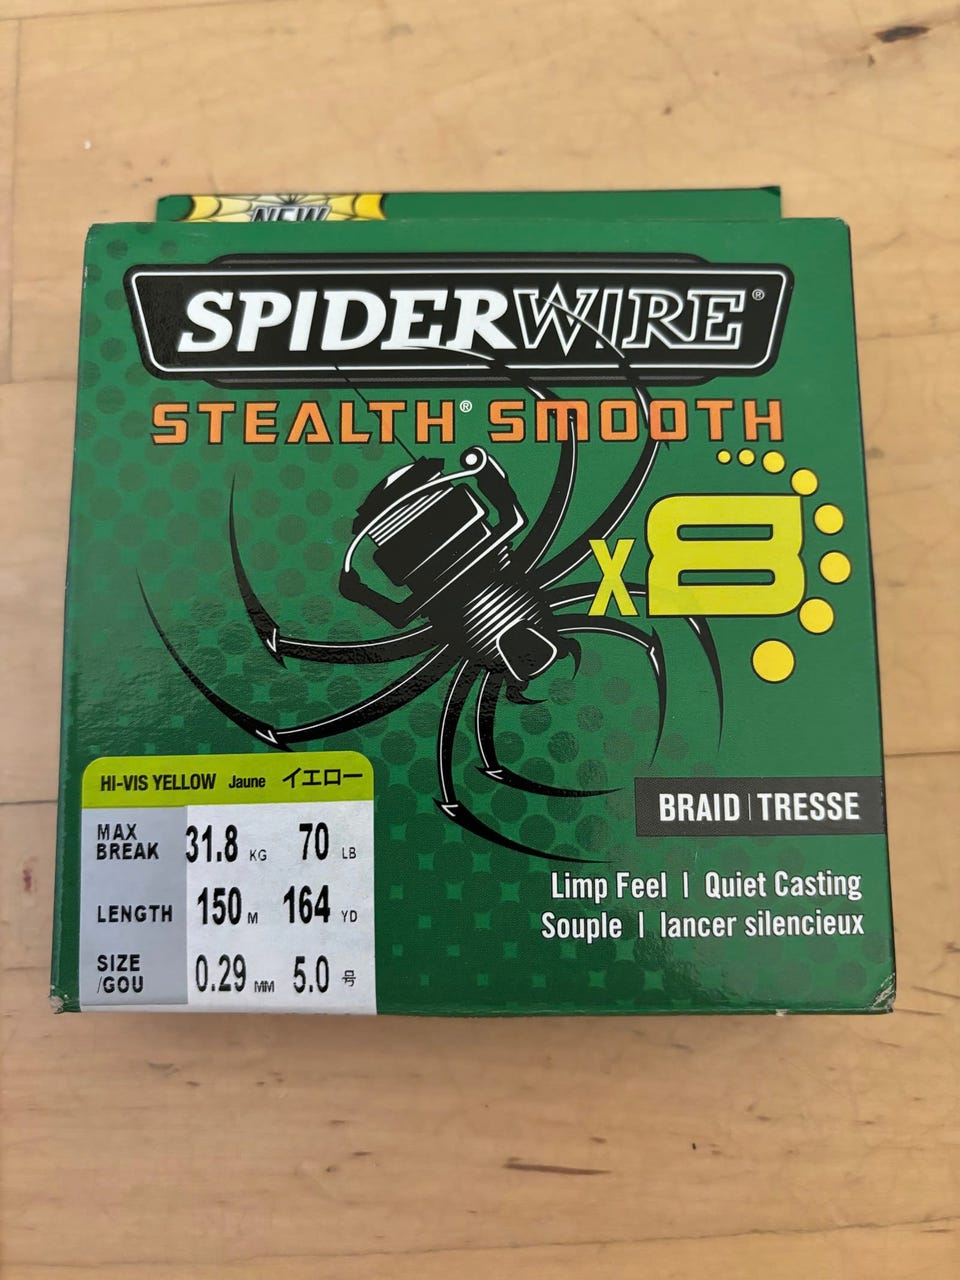 NEW
SPIDERWIRE®
STEALTH® SMOOTH
X8
HI-VIS YELLOW Jaune イエロー
MAX BREAK 31.8 KG 70 LB
LENGTH 150 M 164 YD
SIZE /GOU 0.29 MM 5.0 号
BRAID | TRESSE
Limp Feel | Quiet Casting
Souple | lancer silencieux